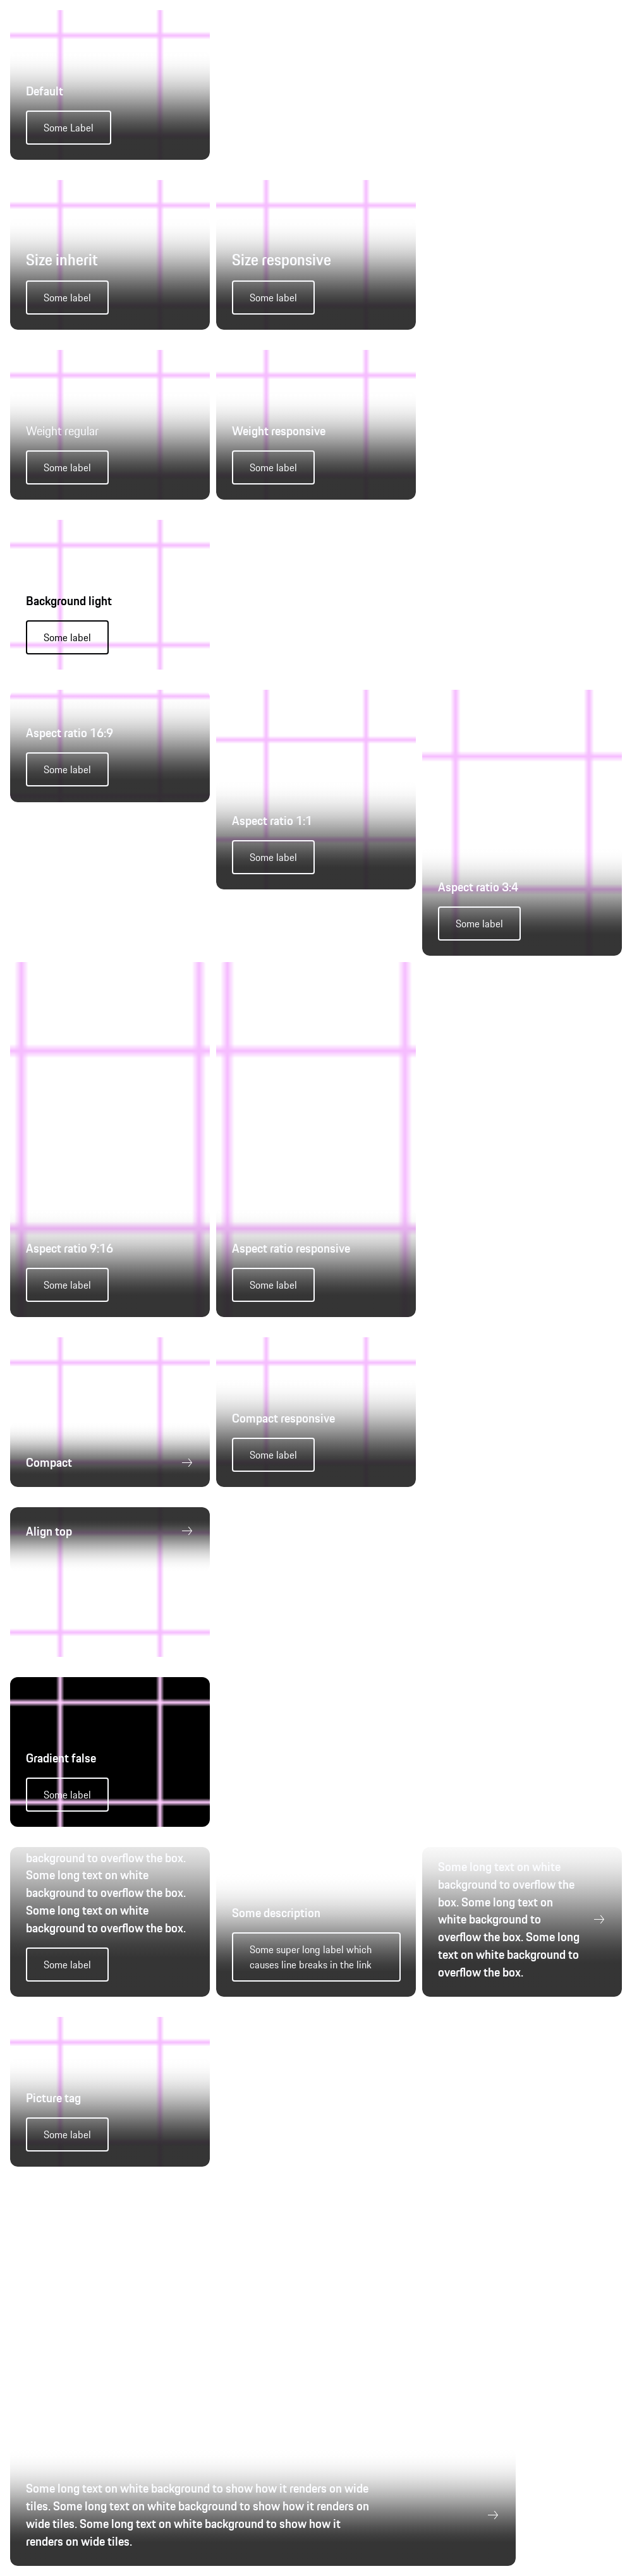 Default
Some Label
Size inherit
Some label
Size responsive
Some label
Weight regular
Some label
Weight responsive
Some label
Background light
Some label
Aspect ratio 16:9
Some label
Aspect ratio 1:1
Some label
Aspect ratio 3:4
Some label
Aspect ratio 9:16
Some label
Aspect ratio responsive
Some label
Compact
Compact responsive
Some label
Align top
Gradient false
Some label
background to overflow the box.
Some long text on white
background to overflow the box.
Some long text on white
background to overflow the box.
Some label
Some description
Some super long label which
causes line breaks in the link
Some long text on white
background to overflow the
box. Some long text on
white background to
overflow the box. Some long
text on white background to
overflow the box.
Picture tag
Some label
Some long text on white background to show how it renders on wide
tiles. Some long text on white background to show how it renders on
wide tiles. Some long text on white background to show how it
renders on wide tiles.